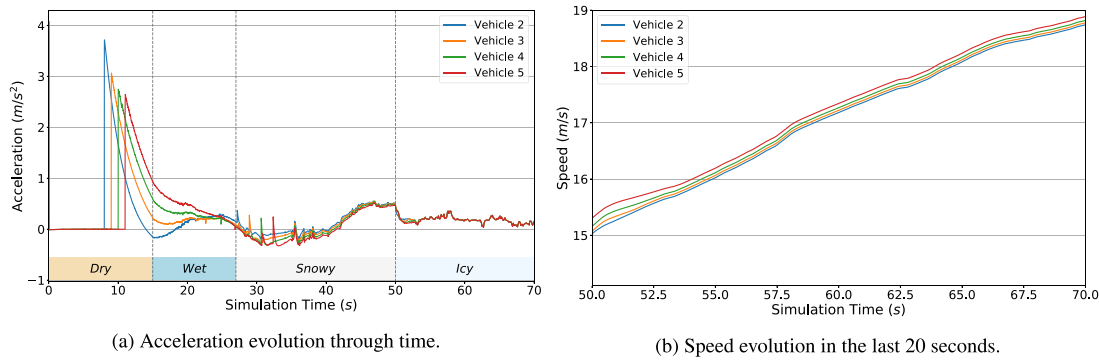 4
3
2
1
0
−1
Acceleration (m/s²)
Vehicle 2
Vehicle 3
Vehicle 4
Vehicle 5
Dry
Wet
Snowy
Icy
0 10 20 30 40 50 60 70
Simulation Time (s)
(a) Acceleration evolution through time.
19
18
17
16
15
Speed (m/s)
Vehicle 2
Vehicle 3
Vehicle 4
Vehicle 5
50.0 52.5 55.0 57.5 60.0 62.5 65.0 67.5 70.0
Simulation Time (s)
(b) Speed evolution in the last 20 seconds.